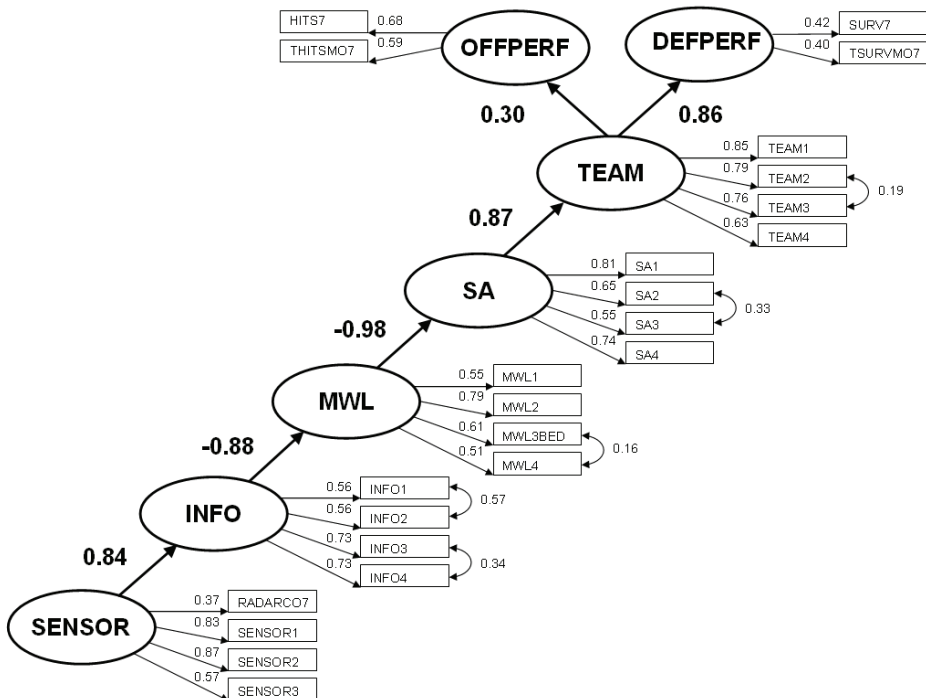 HITS7
0.68
THITSMO7
0.59
OFFPERF
DEFPERF
0.42
SURV7
0.40
TSURVMO7
0.30
0.86
TEAM
0.85
TEAM1
0.79
TEAM2
0.76
TEAM3
0.63
TEAM4
0.19
0.87
SA
0.81
SA1
0.65
SA2
0.55
SA3
0.74
SA4
0.33
-0.98
MWL
0.55
MWL1
0.79
MWL2
0.61
MWL3BED
0.51
MWL4
0.16
-0.88
INFO
0.56
INFO1
0.56
INFO2
0.73
INFO3
0.73
INFO4
0.57
0.34
0.84
SENSOR
0.37
RADARCO7
0.83
SENSOR1
0.87
SENSOR2
0.57
SENSOR3